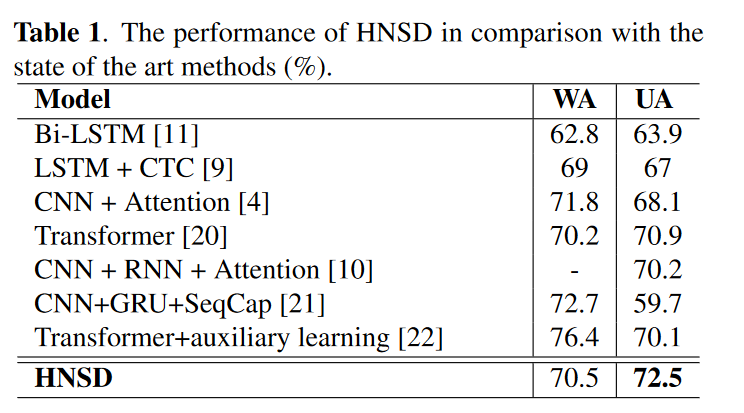 Table 1. The performance of HNSD in comparison with the
state of the art methods (%).
Model WA UA
Bi-LSTM [11] 62.8 63.9
LSTM + CTC [9] 69 67
CNN + Attention [4] 71.8 68.1
Transformer [20] 70.2 70.9
CNN + RNN + Attention [10] - 70.2
CNN+GRU+SeqCap [21] 72.7 59.7
Transformer+auxiliary learning [22] 76.4 70.1
HNSD 70.5 72.5